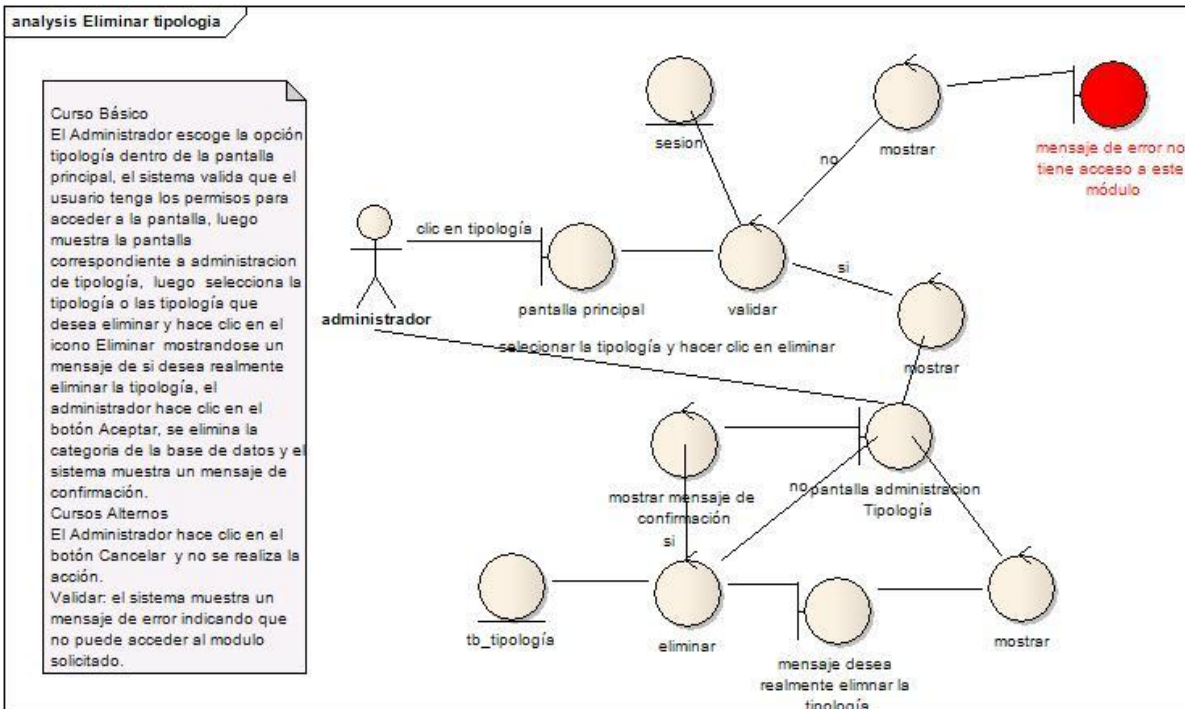 analysis Eliminar tipologia
Curso Básico
El Administrador escoge la opción
tipología dentro de la pantalla
principal, el sistema valida que el
usuario tenga los permisos para
acceder a la pantalla, luego
muestra la pantalla
correspondiente a administracion
de tipología,  luego  selecciona la
tipología o las tipología que
desea eliminar y hace clic en el
icono Eliminar  mostrandose un
mensaje de si desea realmente
eliminar la tipología, el
administrador hace clic en el
botón Aceptar, se elimina la
categoria de la base de datos y el
sistema muestra un mensaje de
confirmación.
Cursos Alternos
El Administrador hace clic en el
botón Cancelar  y no se realiza la
acción.
Validar: el sistema muestra un
mensaje de error indicando que
no puede acceder al modulo
solicitado.
sesion
no
mostrar
mensaje de error no
tiene acceso a este
módulo
clic en tipología
administrador
pantalla principal
validar
si
selecionar la tipología y hacer clic en eliminar
mostrar
mostrar mensaje de
confirmación
si
no
pantalla administracion
Tipología
tb_tipología
eliminar
mensaje desea
realmente elimnar la
tipología
mostrar